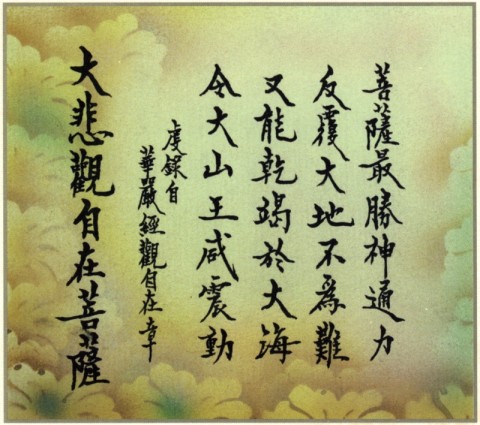 菩薩最勝神通力
反覆大地不為難
又能乾竭於大海
令大山王咸震動
虔錄自
華嚴經觀自在章
大悲觀自在菩薩